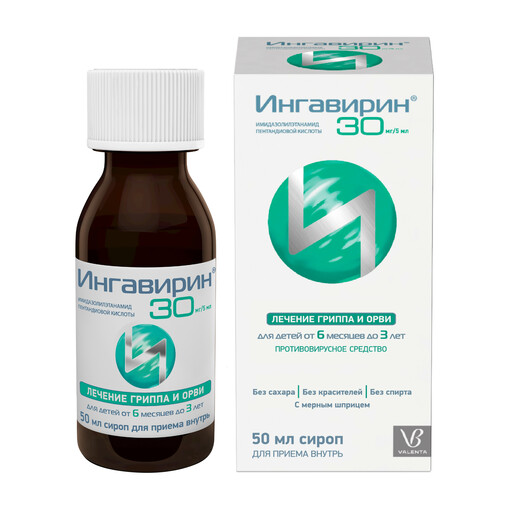 Ингавирин®
ИМИДАЗОЛИЛЭТАНАМИД
ПЕНТАНДИОВОЙ КИСЛОТЫ
30 мг/5 мл
ЛЕЧЕНИЕ ГРИППА И ОРВИ
для детей от 6 месяцев до 3 лет
50 мл сироп для приема внутрь
Ингавирин®
ИМИДАЗОЛИЛЭТАНАМИД
ПЕНТАНДИОВОЙ КИСЛОТЫ
30 мг/5 мл
ЛЕЧЕНИЕ ГРИППА И ОРВИ
для детей от 6 месяцев до 3 лет
ПРОТИВОВИРУСНОЕ СРЕДСТВО
Без сахара Без красителей Без спирта
С мерным шприцем
50 мл сироп
ДЛЯ ПРИЕМА ВНУТРЬ
VALENTA